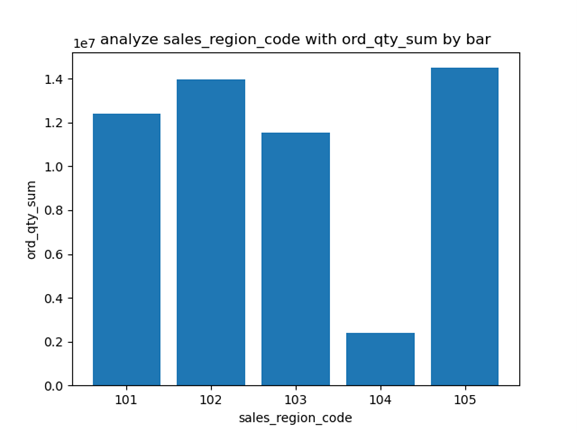 analyze sales_region_code with ord_qty_sum by bar
1e7
1.4
1.2
1.0
0.8
0.6
0.4
0.2
0.0
ord_qty_sum
101 102 103 104 105
sales_region_code